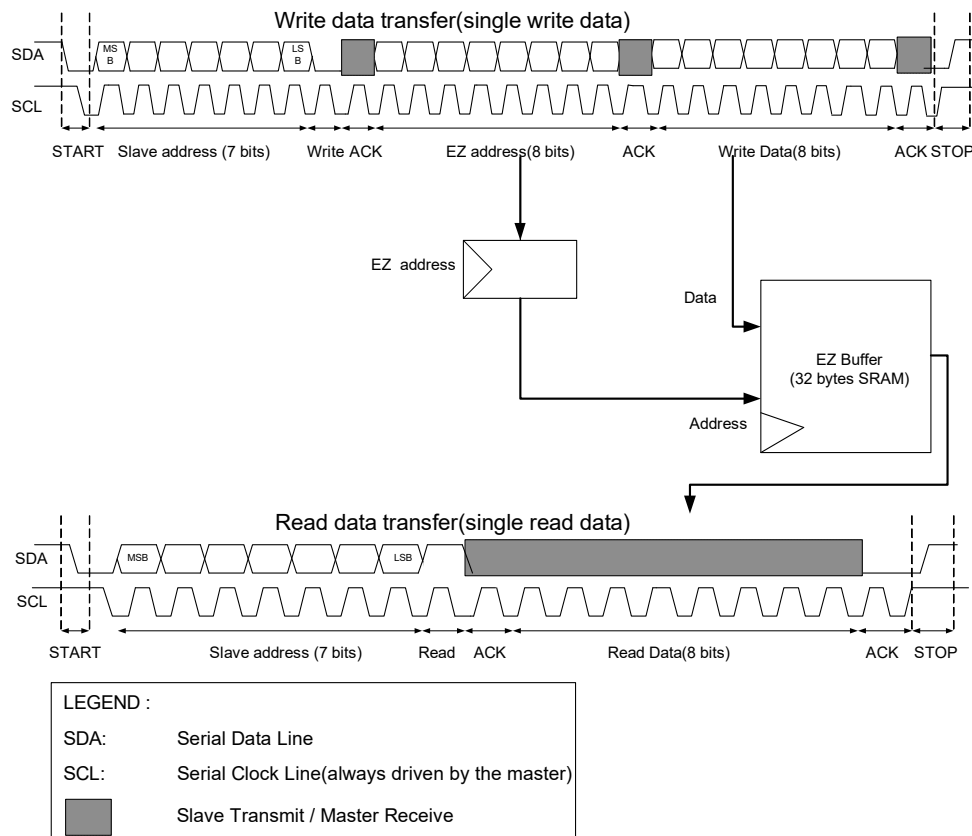 Write data transfer(single write data)
SDA
MS
B
LS
B
SCL
START Slave address (7 bits) Write ACK EZ address(8 bits) ACK Write Data(8 bits) ACK STOP
EZ address
Data
EZ Buffer
(32 bytes SRAM)
Address
Read data transfer(single read data)
SDA MSB LSB
SCL
START Slave address (7 bits) Read ACK Read Data(8 bits) ACK STOP
LEGEND :
SDA: Serial Data Line
SCL: Serial Clock Line(always driven by the master)
Slave Transmit / Master Receive